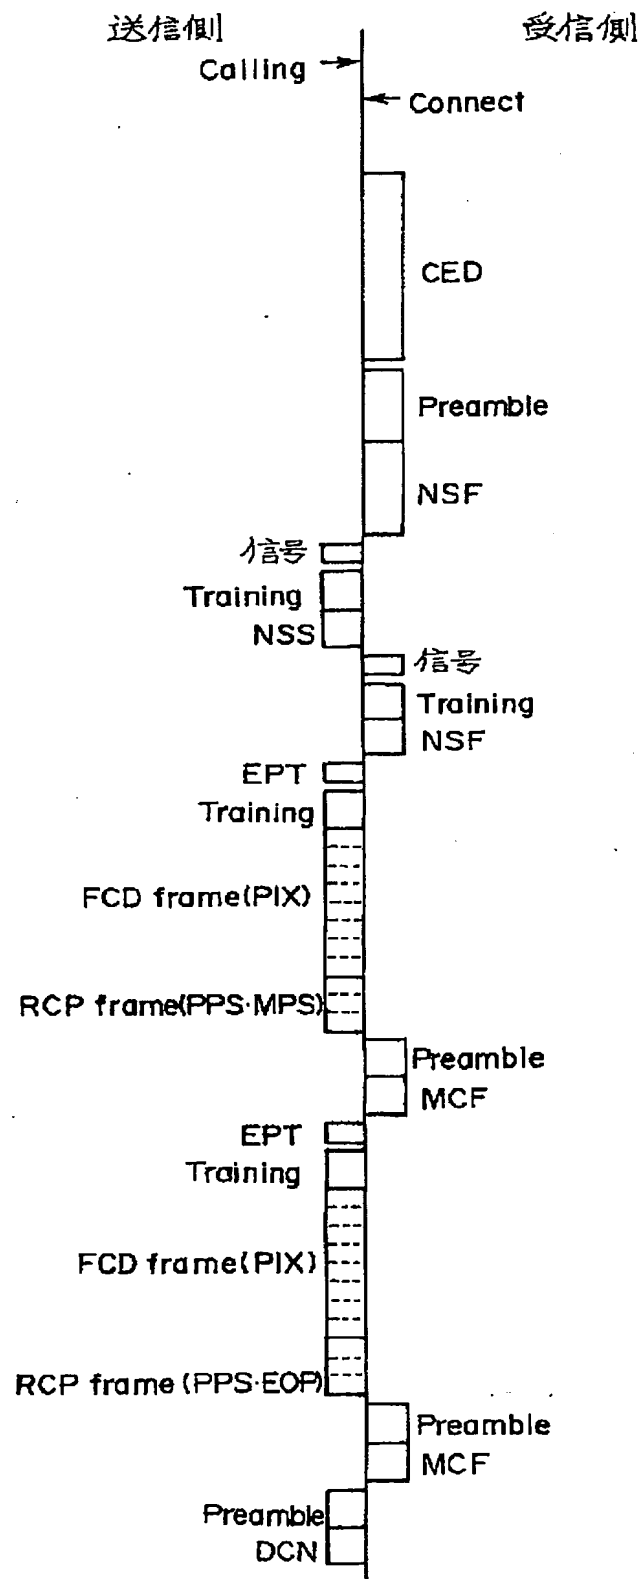 送信側
受信側
Calling
Connect
CED
Preamble
NSF
信号
Training
NSS
信号
Training
NSF
EPT
Training
FCD frame(PIX)
RCP frame(PPS·MPS)
Preamble
MCF
EPT
Training
FCD frame(PIX)
RCP frame (PPS·EOP)
Preamble
MCF
Preamble
DCN